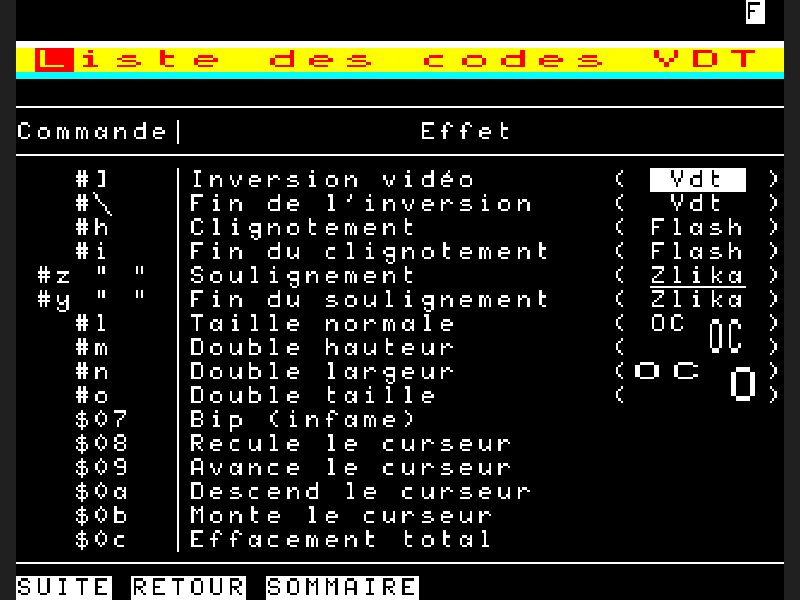 F
Liste des codes VDT
Commande| Effet
#] Inversion vidéo ( Vdt )
#\ Fin de l'inversion ( Vdt )
#h Clignotement ( Flash )
#i Fin du clignotement ( Flash )
#z " " Soulignement ( Zlika )
#y " " Fin du soulignement ( Zlika )
#l Taille normale ( OC )
#m Double hauteur ( OC )
#n Double largeur ( OC )
#o Double taille ( O )
$07 Bip (infame)
$08 Recule le curseur
$09 Avance le curseur
$0a Descend le curseur
$0b Monte le curseur
$0c Effacement total
SUITE RETOUR SOMMAIRE